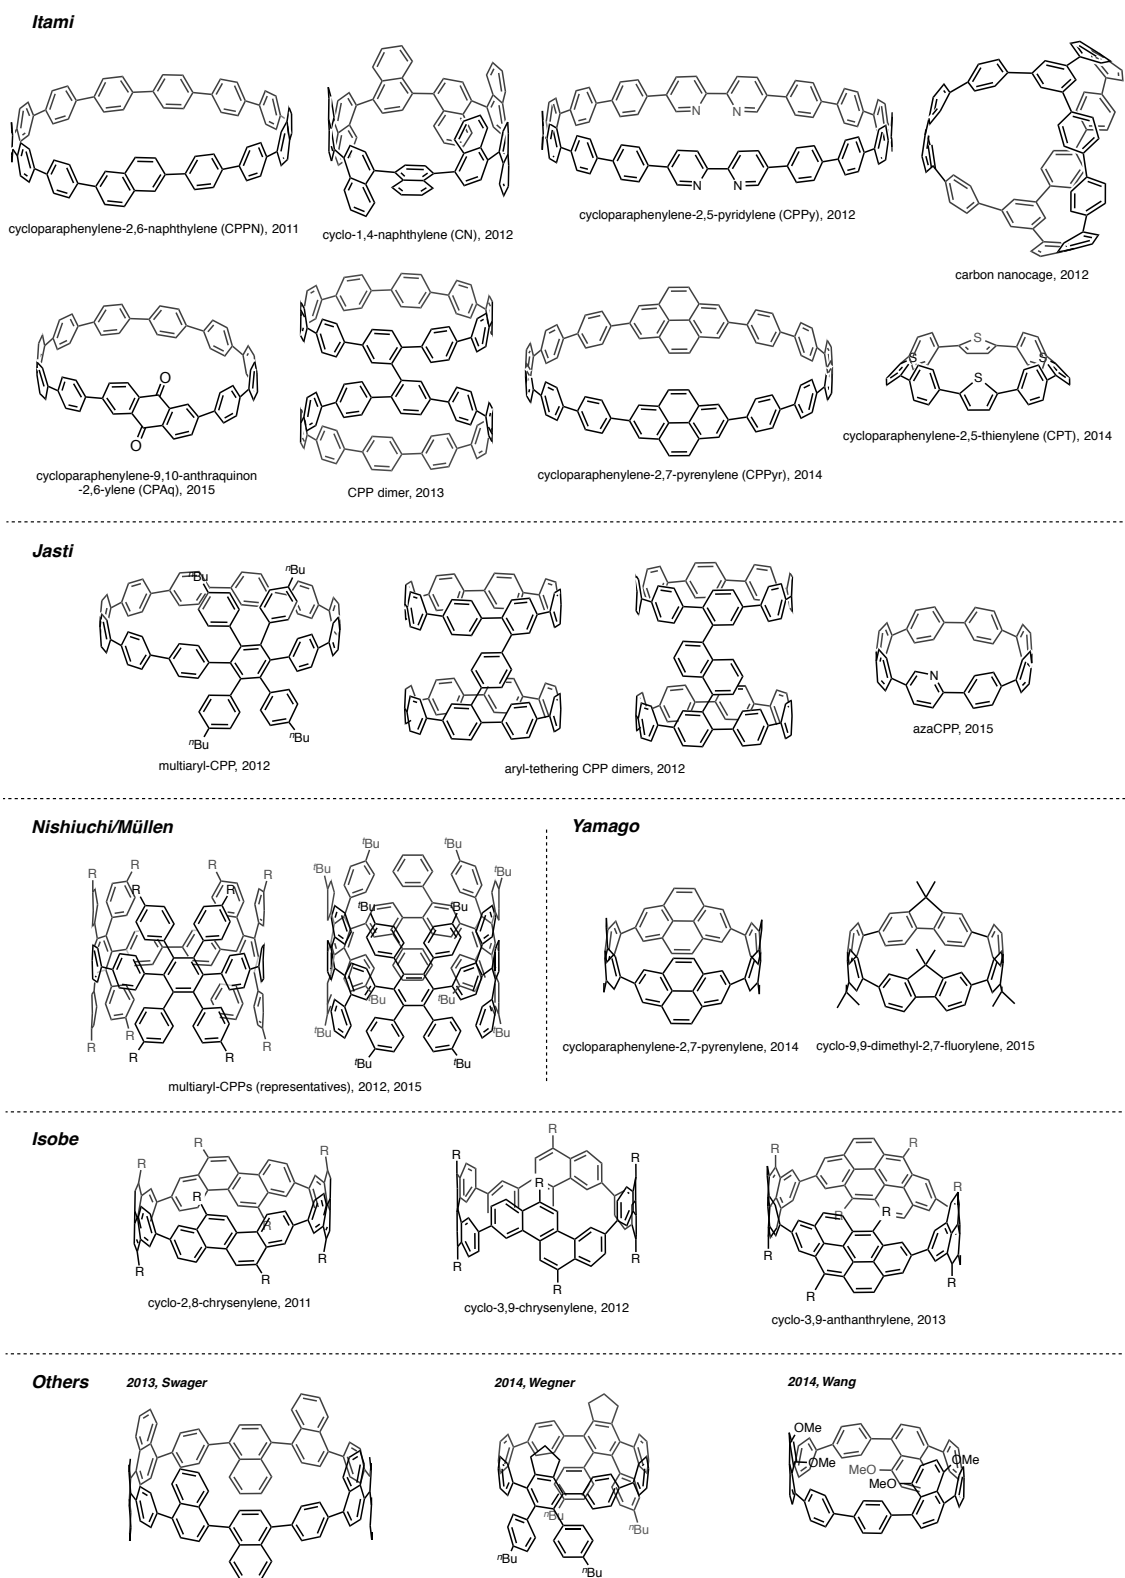 Itami
N N
N N
cycloparaphenylene-2,6-naphthylene (CPPN), 2011
cyclo-1,4-naphthylene (CN), 2012
cycloparaphenylene-2,5-pyridylene (CPPy), 2012
carbon nanocage, 2012
O
O
S
S
S
S
cycloparaphenylene-9,10-anthraquinon
-2,6-ylene (CPAq), 2015
CPP dimer, 2013
cycloparaphenylene-2,7-pyrenylene (CPPyr), 2014
cycloparaphenylene-2,5-thienylene (CPT), 2014
Jasti
nBu
nBu
nBu
nBu
N
multiaryl-CPP, 2012
aryl-tethering CPP dimers, 2012
azaCPP, 2015
Nishiuchi/Müllen
R
R
R
R
R
R
R
R
R
R
R
R
tBu
tBu
tBu
tBu
tBu
tBu
tBu
tBu
tBu
tBu
tBu
tBu
multiaryl-CPPs (representatives), 2012, 2015
Yamago
cycloparaphenylene-2,7-pyrenylene, 2014
cyclo-9,9-dimethyl-2,7-fluorylene, 2015
Isobe
R
R
R
R
R
R
R
R
cyclo-2,8-chrysenylene, 2011
R
R
R
R
R
R
R
cyclo-3,9-chrysenylene, 2012
R
R
R
R
R
R
R
R
cyclo-3,9-anthanthrylene, 2013
Others
2013, Swager
2014, Wegner
nBu
nBu
nBu
nBu
2014, Wang
OMe
OMe
MeO
MeO
OMe